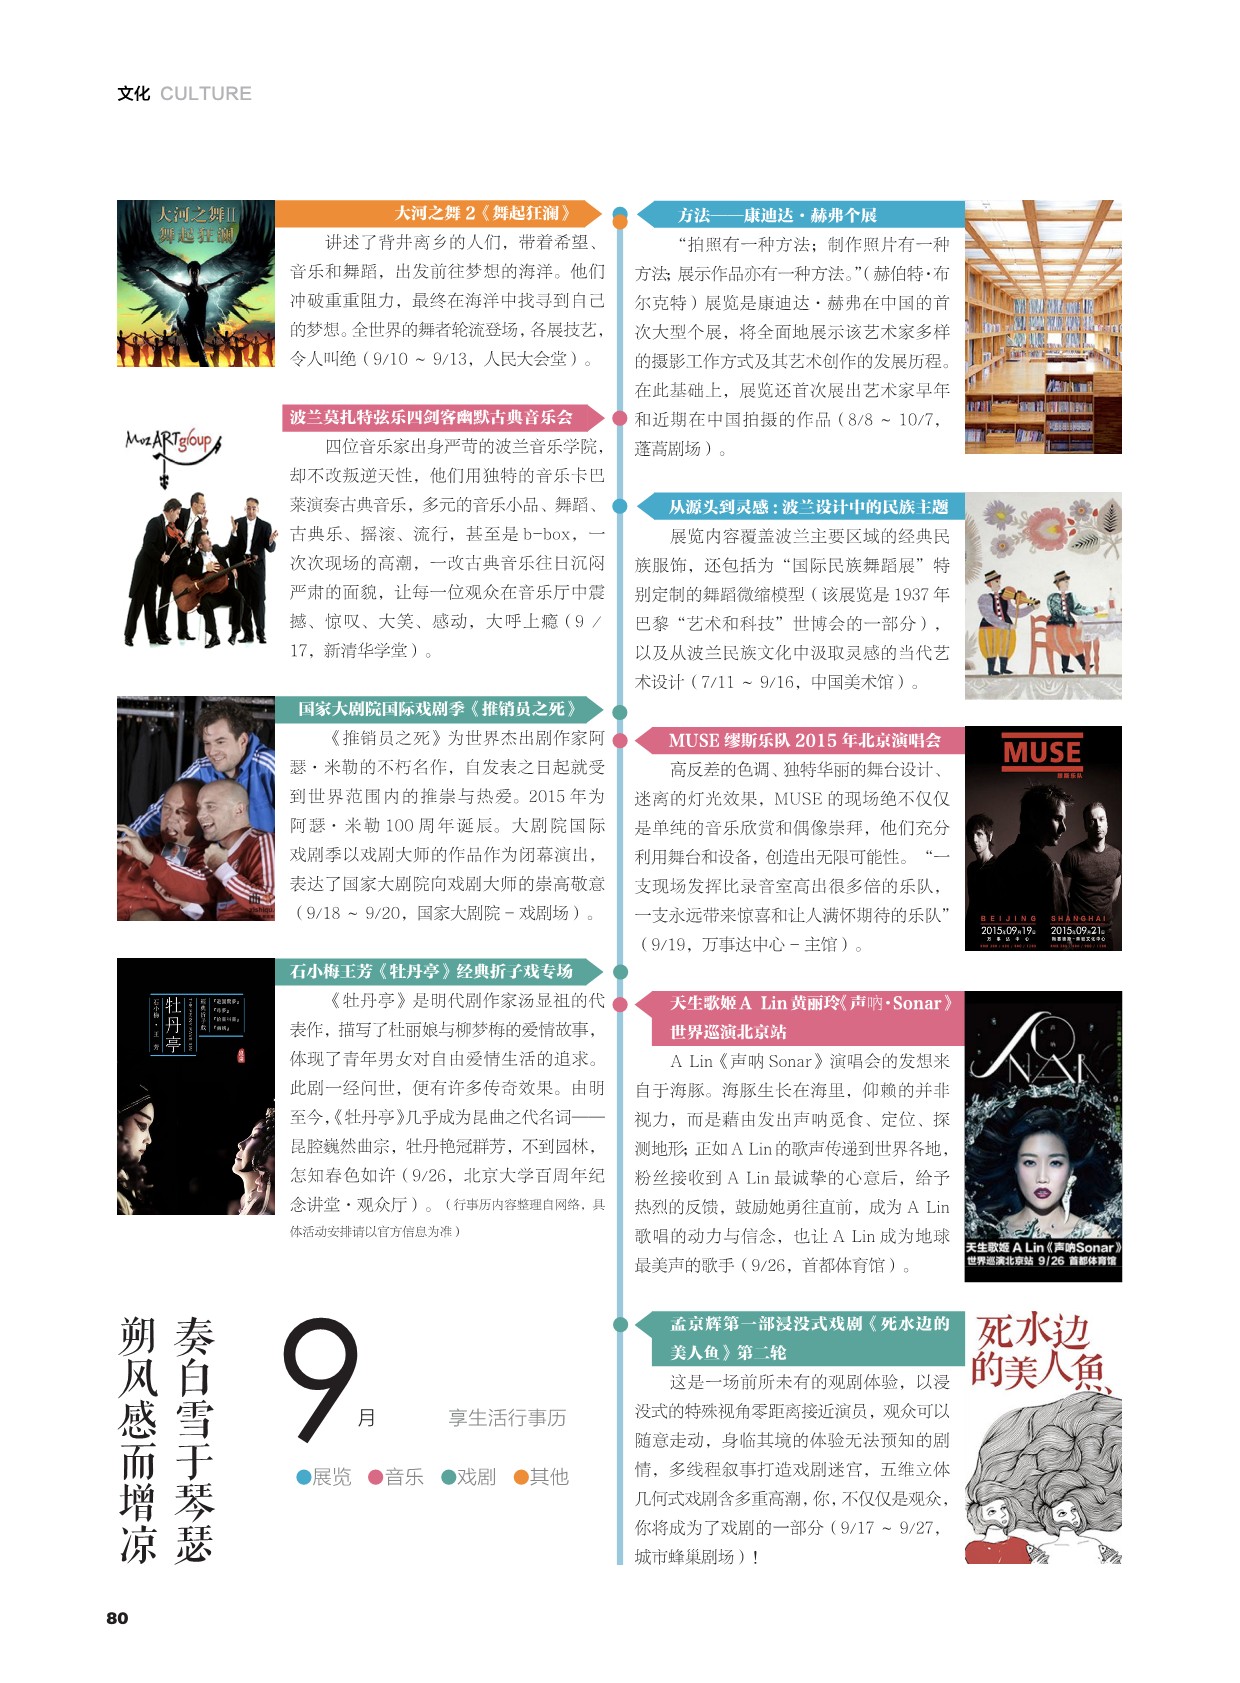 文化 CULTURE
大河之舞 2《舞起狂澜》
讲述了背井离乡的人们，带着希望、
音乐和舞蹈，出发前往梦想的海洋。他们
冲破重重阻力，最终在海洋中找寻到自己
的梦想。全世界的舞者轮流登场，各展技艺，
令人叫绝（9/10 ~ 9/13，人民大会堂）。
大河之舞II
舞起狂澜
波兰莫扎特弦乐四剑客幽默古典音乐会
四位音乐家出身严苛的波兰音乐学院，
却不改叛逆天性，他们用独特的音乐卡巴
莱演奏古典音乐，多元的音乐小品、舞蹈、
古典乐、摇滚、流行，甚至是 b-box，一
次次现场的高潮，一改古典音乐往日沉闷
严肃的面貌，让每一位观众在音乐厅中震
撼、惊叹、大笑、感动，大呼上瘾（9 /
17，新清华学堂）。
MozART group
国家大剧院国际戏剧季《推销员之死》
《推销员之死》为世界杰出剧作家阿
瑟·米勒的不朽名作，自发表之日起就受
到世界范围内的推崇与热爱。2015 年为
阿瑟·米勒 100 周年诞辰。大剧院国际
戏剧季以戏剧大师的作品作为闭幕演出，
表达了国家大剧院向戏剧大师的崇高敬意
（9/18 ~ 9/20，国家大剧院－戏剧场）。
石小梅王芳《牡丹亭》经典折子戏专场
《牡丹亭》是明代剧作家汤显祖的代
表作，描写了杜丽娘与柳梦梅的爱情故事，
体现了青年男女对自由爱情生活的追求。
此剧一经问世，便有许多传奇效果。由明
至今，《牡丹亭》几乎成为昆曲之代名词——
昆腔巍然曲宗，牡丹艳冠群芳，不到园林，
怎知春色如许（9/26，北京大学百周年纪
念讲堂·观众厅）。（行事历内容整理自网络，具
体活动安排请以官方信息为准）
牡丹亭
石小梅·王芳
方法——康迪达·赫弗个展
“拍照有一种方法；制作照片有一种
方法；展示作品亦有一种方法。”（赫伯特·布
尔克特）展览是康迪达·赫弗在中国的首
次大型个展，将全面地展示该艺术家多样
的摄影工作方式及其艺术创作的发展历程。
在此基础上，展览还首次展出艺术家早年
和近期在中国拍摄的作品（8/8 ~ 10/7，
蓬蒿剧场）。
从源头到灵感：波兰设计中的民族主题
展览内容覆盖波兰主要区域的经典民
族服饰，还包括为“国际民族舞蹈展”特
别定制的舞蹈微缩模型（该展览是 1937 年
巴黎“艺术和科技”世博会的一部分），
以及从波兰民族文化中汲取灵感的当代艺
术设计（7/11 ~ 9/16，中国美术馆）。
MUSE 缪斯乐队 2015 年北京演唱会
高反差的色调、独特华丽的舞台设计、
迷离的灯光效果，MUSE 的现场绝不仅仅
是单纯的音乐欣赏和偶像崇拜，他们充分
利用舞台和设备，创造出无限可能性。“一
支现场发挥比录音室高出很多倍的乐队，
一支永远带来惊喜和让人满怀期待的乐队”
（9/19，万事达中心－主馆）。
MUSE
缪斯乐队
BEIJING SHANGHAI
2015年09月19日 2015年09月21日
万事达中心
天生歌姬 A Lin 黄丽玲《声呐·Sonar》
世界巡演北京站
A Lin《声呐 Sonar》演唱会的发想来
自于海豚。海豚生长在海里，仰赖的并非
视力，而是藉由发出声呐觅食、定位、探
测地形；正如 A Lin 的歌声传递到世界各地，
粉丝接收到 A Lin 最诚挚的心意后，给予
热烈的反馈，鼓励她勇往直前，成为 A Lin
歌唱的动力与信念，也让 A Lin 成为地球
最美声的歌手（9/26，首都体育馆）。
SONAR
天生歌姬 A Lin《声呐Sonar》
世界巡演北京站 9/26 首都体育馆
孟京辉第一部浸没式戏剧《死水边的
美人鱼》第二轮
这是一场前所未有的观剧体验，以浸
没式的特殊视角零距离接近演员，观众可以
随意走动，身临其境的体验无法预知的剧
情，多线程叙事打造戏剧迷宫，五维立体
几何式戏剧含多重高潮，你，不仅仅是观众，
你将成为了戏剧的一部分（9/17 ~ 9/27，
城市蜂巢剧场）！
死水边
的美人魚
奏白雪于琴瑟
朔风感而增凉
9月 享生活行事历
展览 音乐 戏剧 其他
80